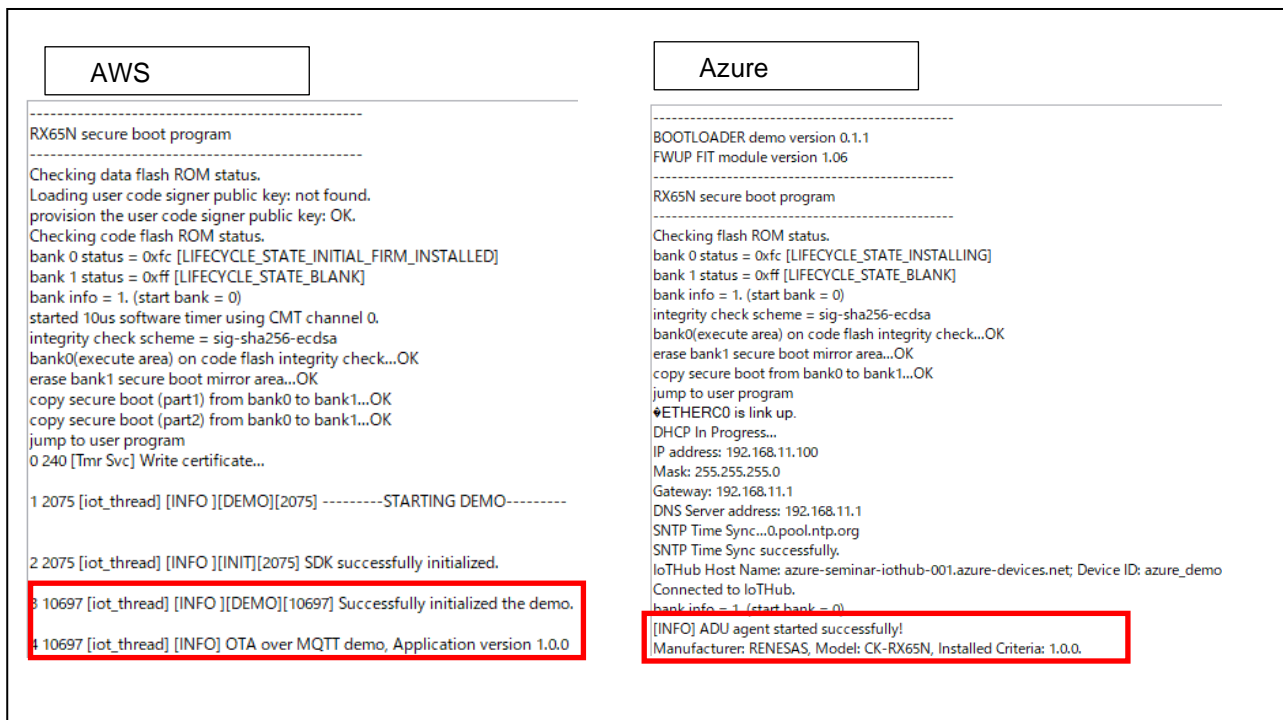 AWS
-------------------------------------------------
RX65N secure boot program
-------------------------------------------------
Checking data flash ROM status.
Loading user code signer public key: not found.
provision the user code signer public key: OK.
Checking code flash ROM status.
bank 0 status = 0xfc [LIFECYCLE_STATE_INITIAL_FIRM_INSTALLED]
bank 1 status = 0xff [LIFECYCLE_STATE_BLANK]
bank info = 1. (start bank = 0)
started 10us software timer using CMT channel 0.
integrity check scheme = sig-sha256-ecdsa
bank0(execute area) on code flash integrity check...OK
erase bank1 secure boot mirror area...OK
copy secure boot (part1) from bank0 to bank1...OK
copy secure boot (part2) from bank0 to bank1...OK
jump to user program
0 240 [Tmr Svc] Write certificate...
1 2075 [iot_thread] [INFO ][DEMO][2075] ---------STARTING DEMO---------
2 2075 [iot_thread] [INFO ][INIT][2075] SDK successfully initialized.
3 10697 [iot_thread] [INFO ][DEMO][10697] Successfully initialized the demo.
4 10697 [iot_thread] [INFO] OTA over MQTT demo, Application version 1.0.0
Azure
-------------------------------------------------
BOOTLOADER demo version 0.1.1
FWUP FIT module version 1.06
-------------------------------------------------
RX65N secure boot program
-------------------------------------------------
Checking flash ROM status.
bank 0 status = 0xfc [LIFECYCLE_STATE_INSTALLING]
bank 1 status = 0xff [LIFECYCLE_STATE_BLANK]
bank info = 1. (start bank = 0)
integrity check scheme = sig-sha256-ecdsa
bank0(execute area) on code flash integrity check...OK
erase bank1 secure boot mirror area...OK
copy secure boot from bank0 to bank1...OK
jump to user program
�ETHERC0 is link up.
DHCP In Progress...
IP address: 192.168.11.100
Mask: 255.255.255.0
Gateway: 192.168.11.1
DNS Server address: 192.168.11.1
SNTP Time Sync...0.pool.ntp.org
SNTP Time Sync successfully.
IoTHub Host Name: azure-seminar-iothub-001.azure-devices.net; Device ID: azure_demo
Connected to IoTHub.
bank info = 1. (start bank = 0)
[INFO] ADU agent started successfully!
Manufacturer: RENESAS, Model: CK-RX65N, Installed Criteria: 1.0.0.